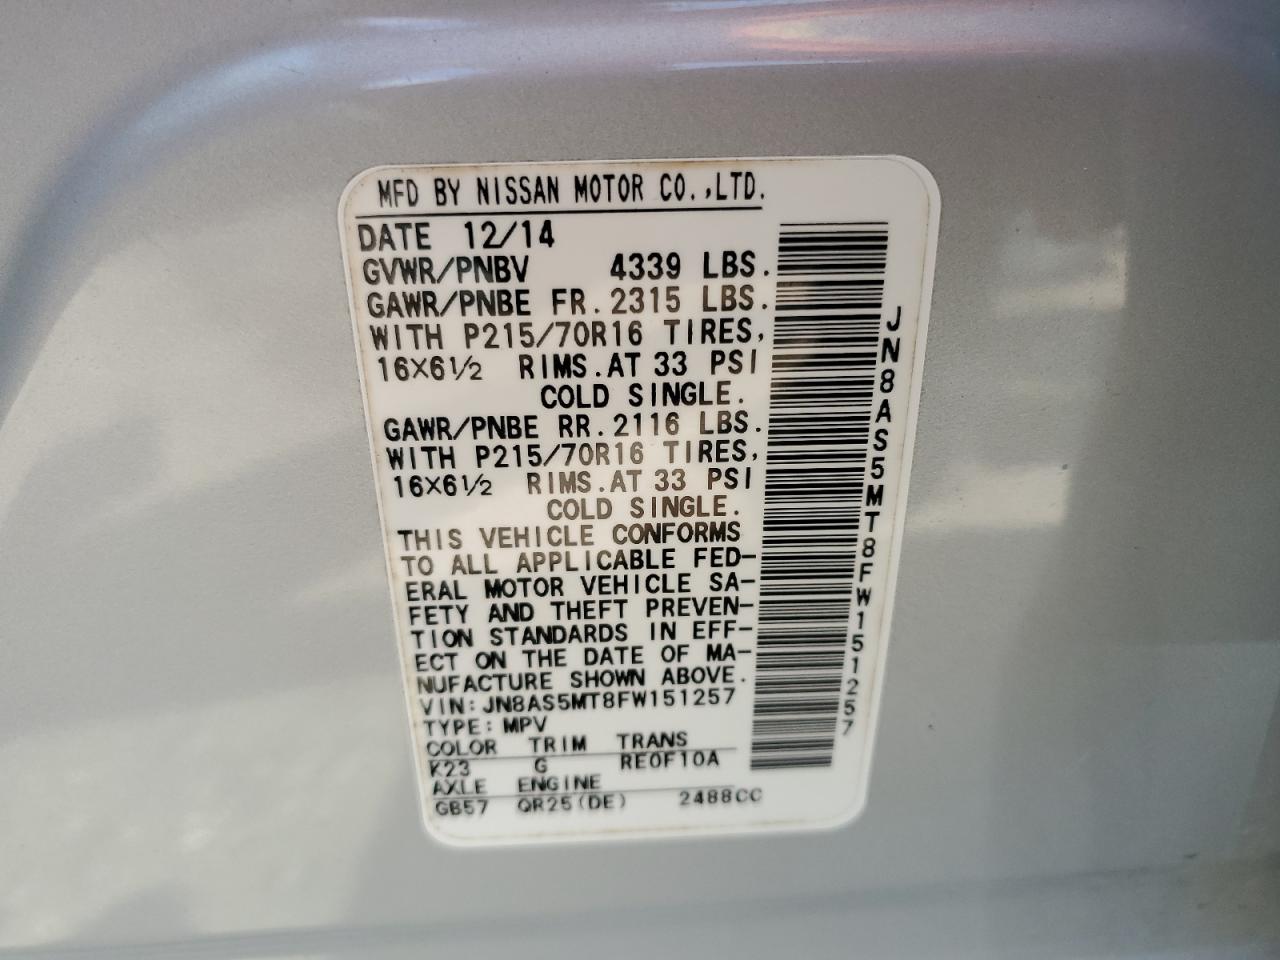 MFD BY NISSAN MOTOR CO.,LTD.
DATE 12/14
GVWR/PNBV 4339 LBS.
GAWR/PNBE FR.2315 LBS.
WITH P215/70R16 TIRES,
16X6½ RIMS.AT 33 PSI
COLD SINGLE.
GAWR/PNBE RR.2116 LBS.
WITH P215/70R16 TIRES,
16X6½ RIMS.AT 33 PSI
COLD SINGLE.
THIS VEHICLE CONFORMS
TO ALL APPLICABLE FED-
ERAL MOTOR VEHICLE SA-
FETY AND THEFT PREVEN-
TION STANDARDS IN EFF-
ECT ON THE DATE OF MA-
NUFACTURE SHOWN ABOVE.
VIN:JN8AS5MT8FW151257
TYPE:MPV
COLOR TRIM TRANS
K23 G RE0F10A
AXLE ENGINE
GB57 QR25(DE) 2488CC
JN8AS5MT8FW151257